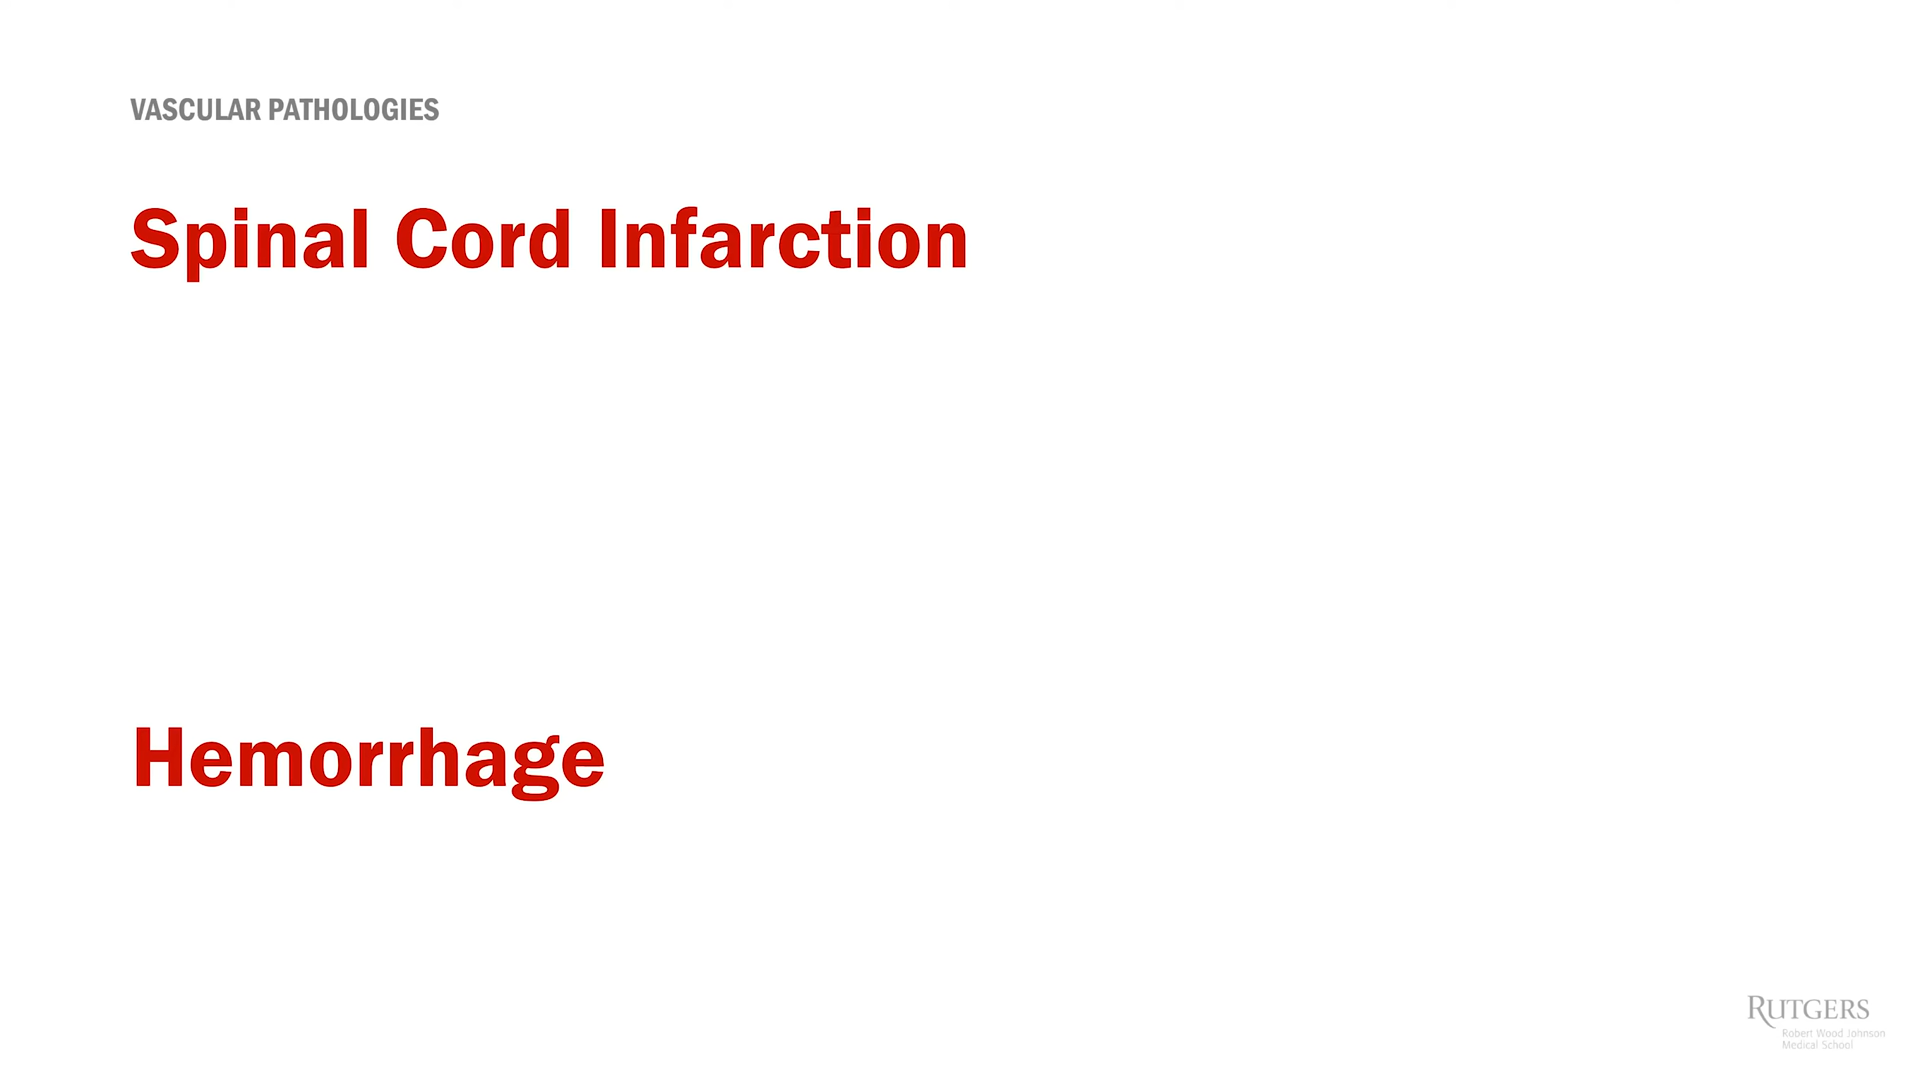 VASCULAR PATHOLOGIES
Spinal Cord Infarction
Hemorrhage
RUTGERS
Robert Wood Johnson
Medical School